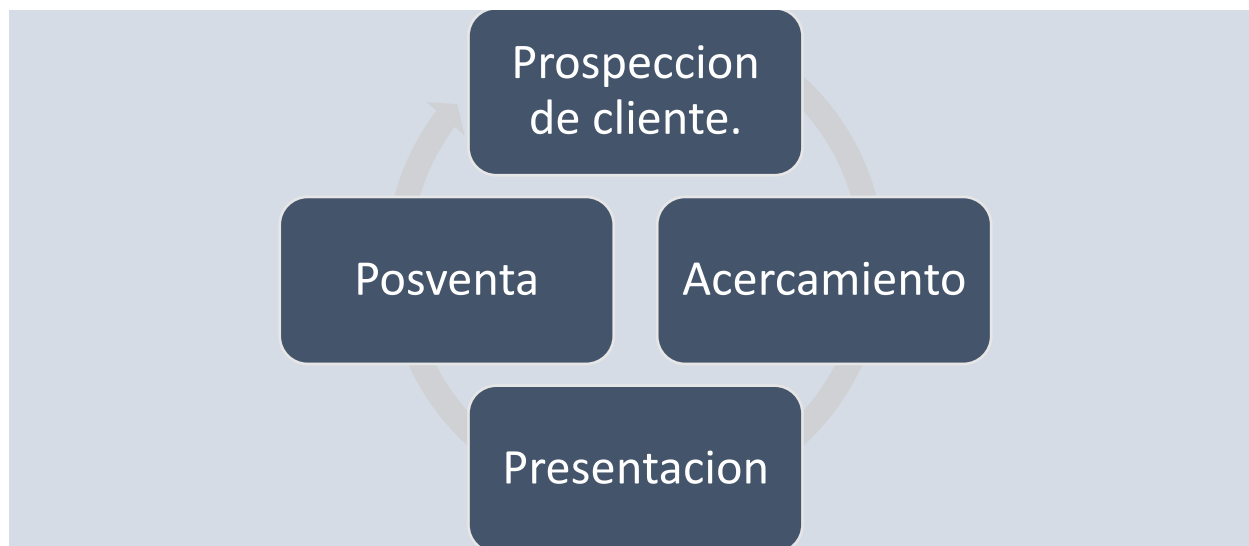 Prospeccion
de cliente.
Posventa
Acercamiento
Presentacion